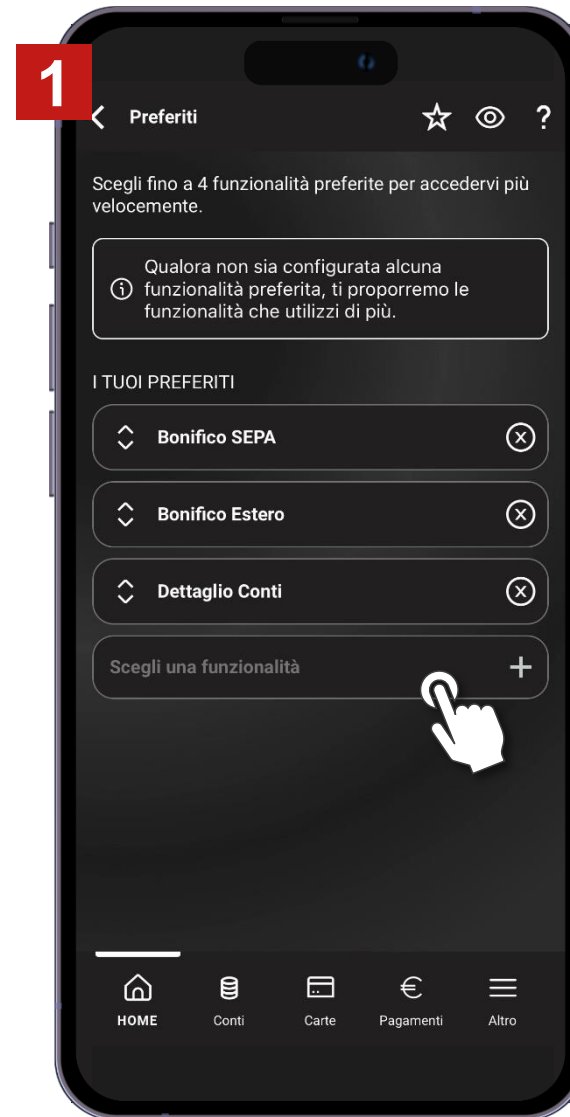 1
Preferiti
?
Scegli fino a 4 funzionalità preferite per accedervi più
velocemente.
Qualora non sia configurata alcuna
funzionalità preferita, ti proporremo le
funzionalità che utilizzi di più.
I TUOI PREFERITI
Bonifico SEPA
Bonifico Estero
Dettaglio Conti
Scegli una funzionalità
HOME Conti Carte Pagamenti Altro